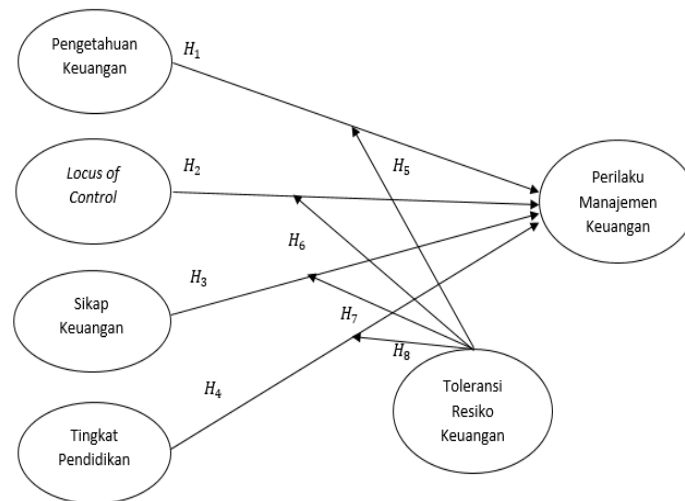 Pengetahuan
Keuangan
H₁
Locus of
Control
H₂
H₅
Perilaku
Manajemen
Keuangan
H₆
Sikap
Keuangan
H₃
H₇
H₈
Toleransi
Resiko
Keuangan
H₄
Tingkat
Pendidikan